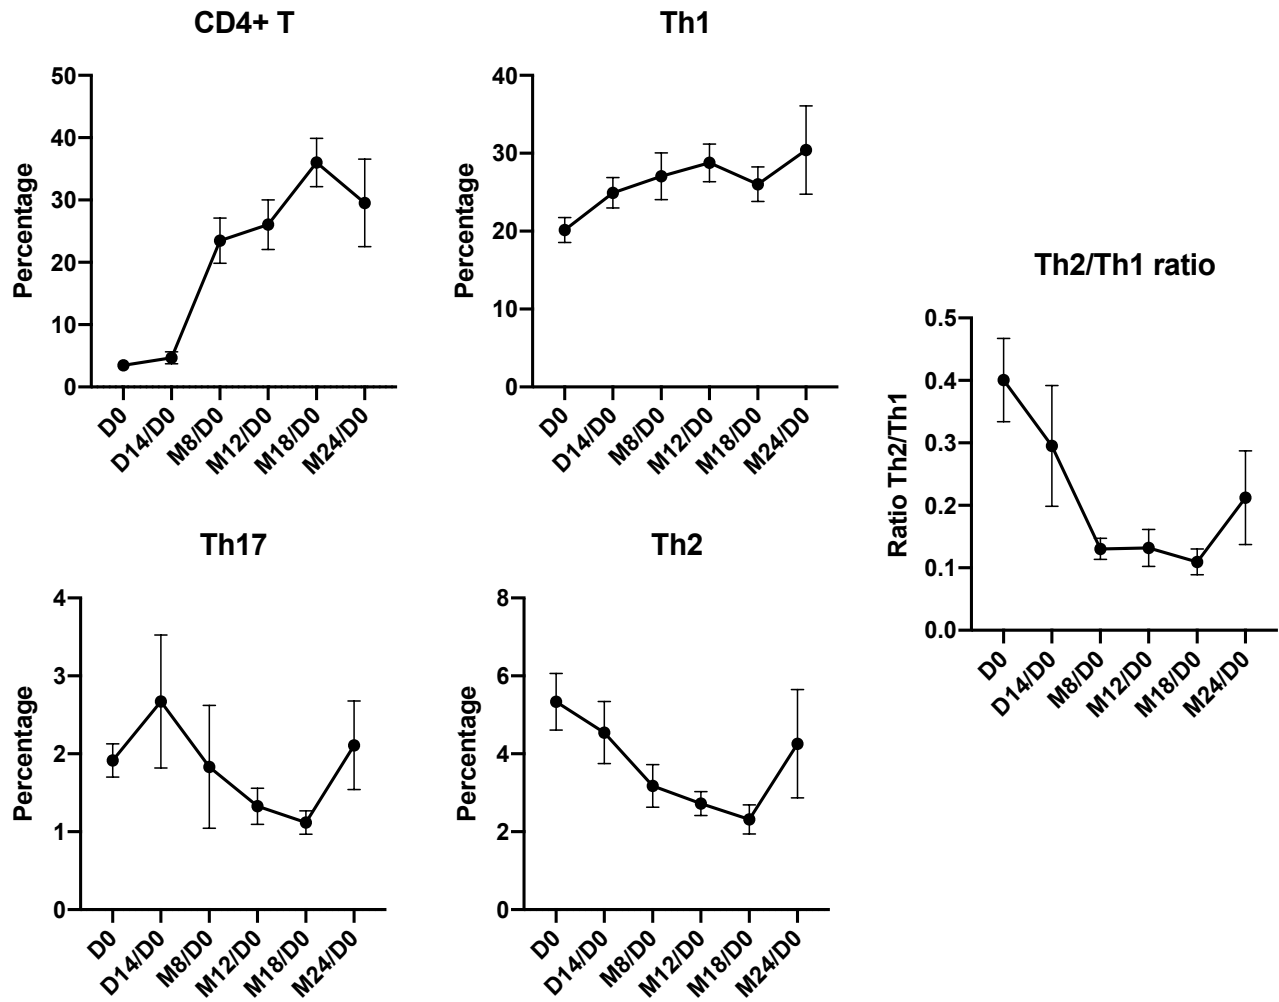 CD4+ T
Percentage
50
40
30
20
10
0
D0
D14/D0
M8/D0
M12/D0
M18/D0
M24/D0
Th1
Percentage
40
30
20
10
0
D0
D14/D0
M8/D0
M12/D0
M18/D0
M24/D0
Th2/Th1 ratio
Ratio Th2/Th1
0.5
0.4
0.3
0.2
0.1
0.0
D0
D14/D0
M8/D0
M12/D0
M18/D0
M24/D0
Th17
Percentage
4
3
2
1
0
D0
D14/D0
M8/D0
M12/D0
M18/D0
M24/D0
Th2
Percentage
8
6
4
2
0
D0
D14/D0
M8/D0
M12/D0
M18/D0
M24/D0